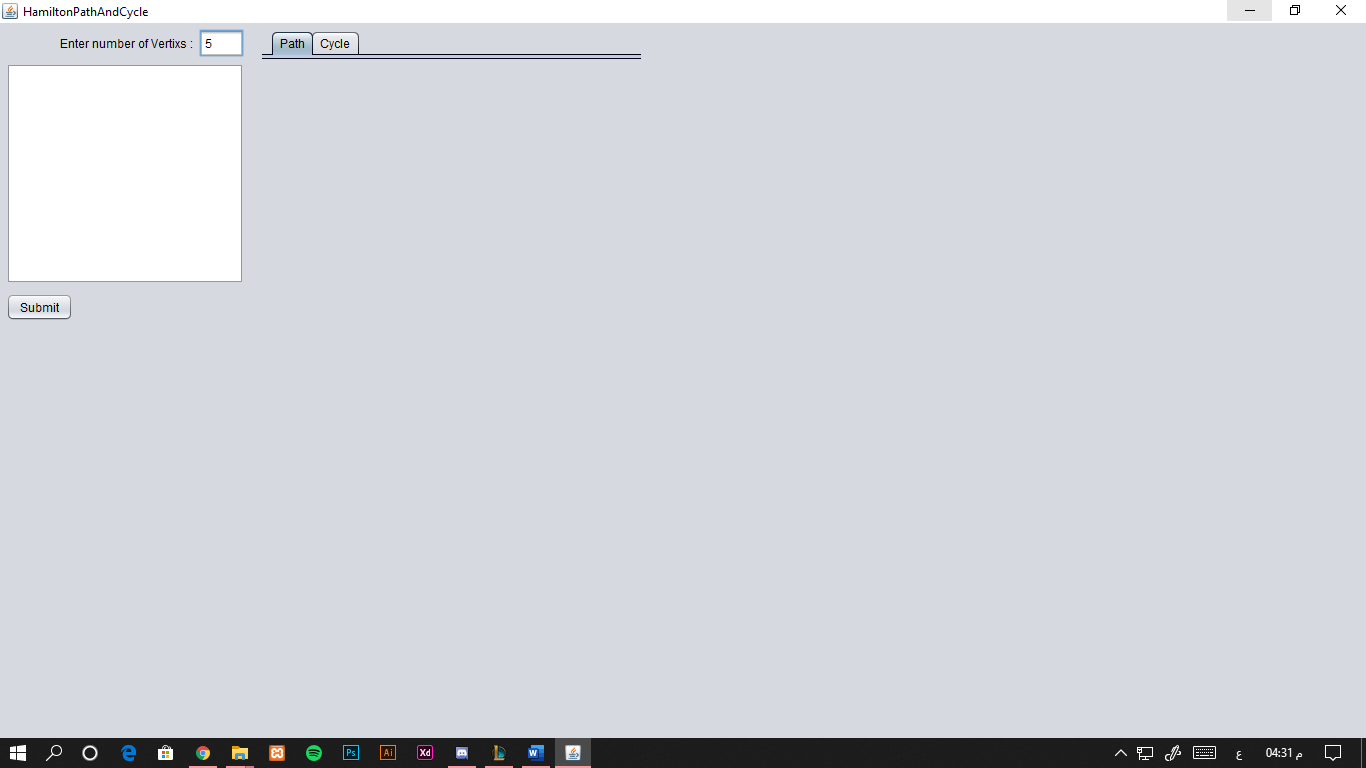 HamiltonPathAndCycle
Enter number of Vertixs : 5
Path Cycle
Submit
Ps Ai Xd W ع 04:31 م